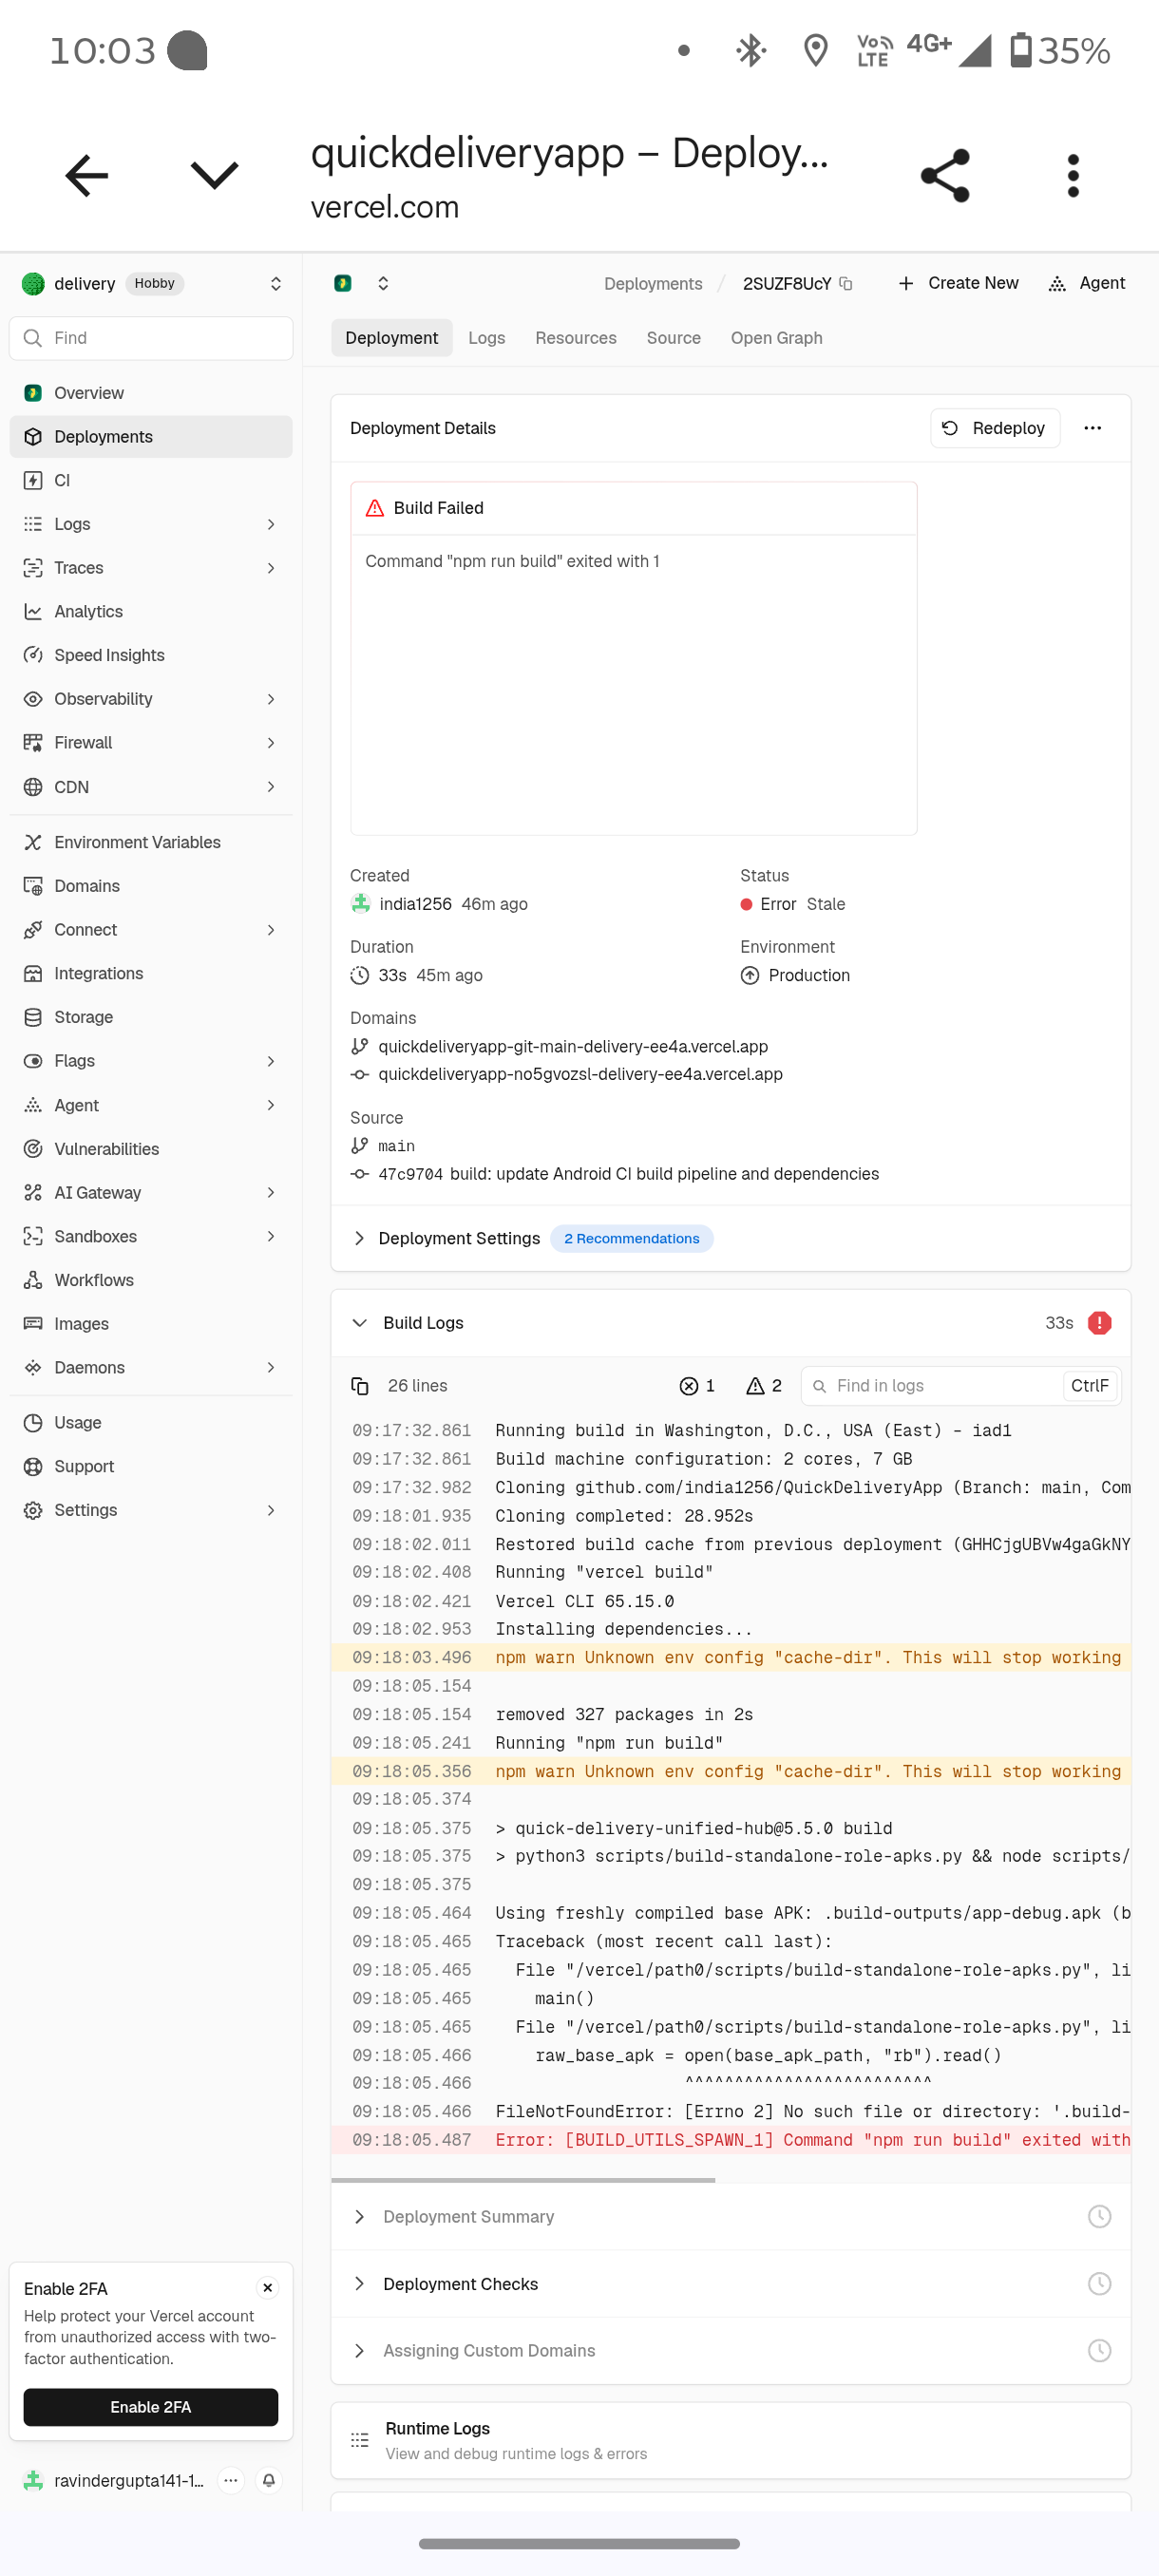 10:03
4G+
Vo LTE
35%
quickdeliveryapp – Deploy...
vercel.com
delivery Hobby
Find
Overview
Deployments
CI
Logs
Traces
Analytics
Speed Insights
Observability
Firewall
CDN
Environment Variables
Domains
Connect
Integrations
Storage
Flags
Agent
Vulnerabilities
AI Gateway
Sandboxes
Workflows
Images
Daemons
Usage
Support
Settings
Enable 2FA
Help protect your Vercel account
from unauthorized access with two-
factor authentication.
Enable 2FA
ravindergupta141-1...
Deployments / 2SUZF8UcY
Create New
Agent
Deployment Logs Resources Source Open Graph
Deployment Details
Redeploy
Build Failed
Command "npm run build" exited with 1
Created
india1256 46m ago
Status
Error Stale
Duration
33s 45m ago
Environment
Production
Domains
quickdeliveryapp-git-main-delivery-ee4a.vercel.app
quickdeliveryapp-no5gvozsl-delivery-ee4a.vercel.app
Source
main
47c9704 build: update Android CI build pipeline and dependencies
Deployment Settings 2 Recommendations
Build Logs 33s
26 lines 1 2 Find in logs CtrlF
09:17:32.861 Running build in Washington, D.C., USA (East) – iad1
09:17:32.861 Build machine configuration: 2 cores, 7 GB
09:17:32.982 Cloning github.com/india1256/QuickDeliveryApp (Branch: main, Com
09:18:01.935 Cloning completed: 28.952s
09:18:02.011 Restored build cache from previous deployment (GHHCjgUBVw4gaGkNY
09:18:02.408 Running "vercel build"
09:18:02.421 Vercel CLI 65.15.0
09:18:02.953 Installing dependencies...
09:18:03.496 npm warn Unknown env config "cache-dir". This will stop working
09:18:05.154
09:18:05.154 removed 327 packages in 2s
09:18:05.241 Running "npm run build"
09:18:05.356 npm warn Unknown env config "cache-dir". This will stop working
09:18:05.374
09:18:05.375 > quick-delivery-unified-hub@5.5.0 build
09:18:05.375 > python3 scripts/build-standalone-role-apks.py && node scripts/
09:18:05.375
09:18:05.464 Using freshly compiled base APK: .build-outputs/app-debug.apk (b
09:18:05.465 Traceback (most recent call last):
09:18:05.465 File "/vercel/path0/scripts/build-standalone-role-apks.py", li
09:18:05.465 main()
09:18:05.465 File "/vercel/path0/scripts/build-standalone-role-apks.py", li
09:18:05.466 raw_base_apk = open(base_apk_path, "rb").read()
09:18:05.466 ^^^^^^^^^^^^^^^^^^^^^^^^^
09:18:05.466 FileNotFoundError: [Errno 2] No such file or directory: '.build-
09:18:05.487 Error: [BUILD_UTILS_SPAWN_1] Command "npm run build" exited with
Deployment Summary
Deployment Checks
Assigning Custom Domains
Runtime Logs
View and debug runtime logs & errors